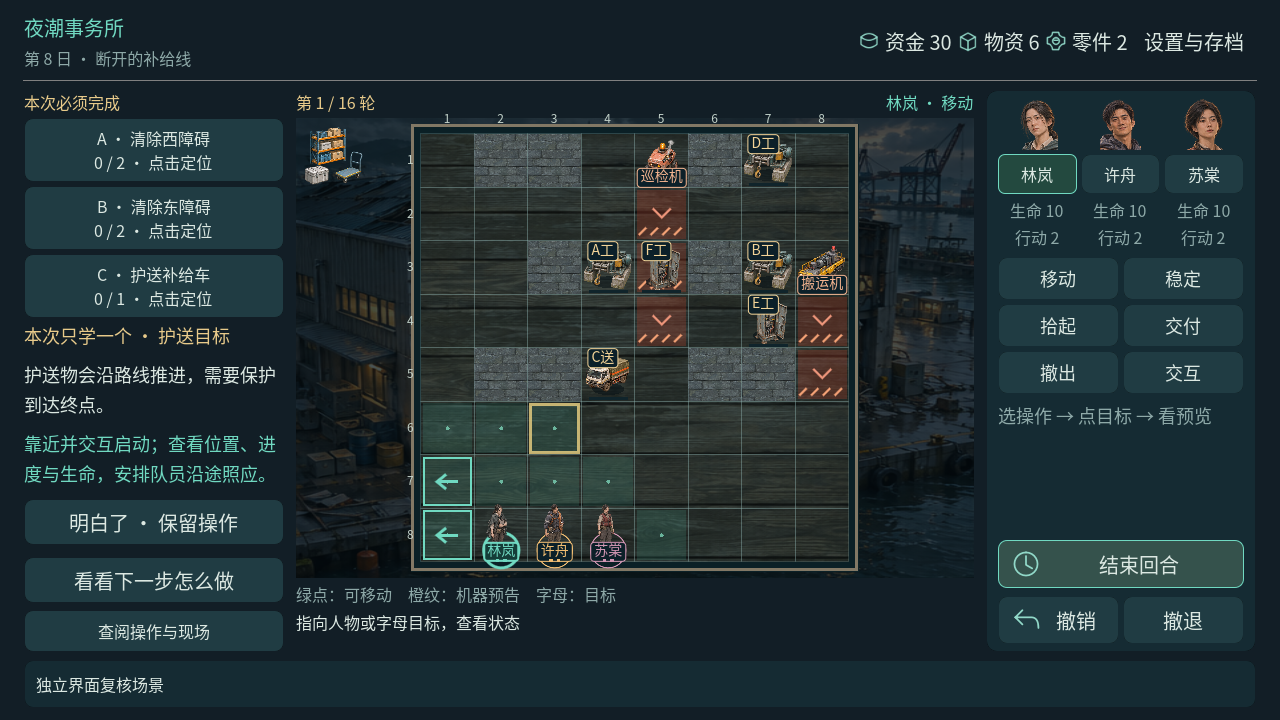 夜潮事务所
第 8 日 · 断开的补给线
资金 30 物资 6 零件 2 设置与存档
本次必须完成
A · 清除西障碍
0 / 2 · 点击定位
B · 清除东障碍
0 / 2 · 点击定位
C · 护送补给车
0 / 1 · 点击定位
本次只学一个 · 护送目标
护送物会沿路线推进，需要保护
到达终点。
靠近并交互启动；查看位置、进
度与生命，安排队员沿途照应。
明白了 · 保留操作
看看下一步怎么做
查阅操作与现场
第 1 / 16 轮
林岚 · 移动
1 2 3 4 5 6 7 8
1
D工
巡检机
2
3
A工 F工 B工
搬运机
4
E工
5
C送
6
7
8
林岚 许舟 苏棠
绿点：可移动 橙纹：机器预告 字母：目标
指向人物或字母目标，查看状态
林岚 许舟 苏棠
生命 10 生命 10 生命 10
行动 2 行动 2 行动 2
移动 稳定
拾起 交付
撤出 交互
选操作 → 点目标 → 看预览
结束回合
撤销 撤退
独立界面复核场景